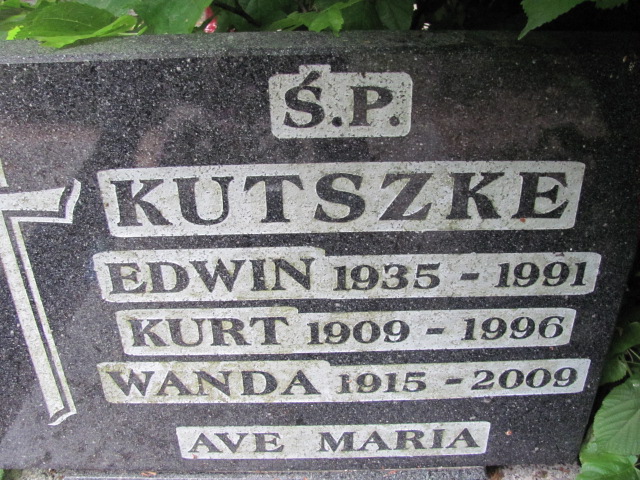 Ś.P.
KUTSZKE
EDWIN 1935 - 1991
KURT 1909 - 1996
WANDA 1915 - 2009
AVE MARIA